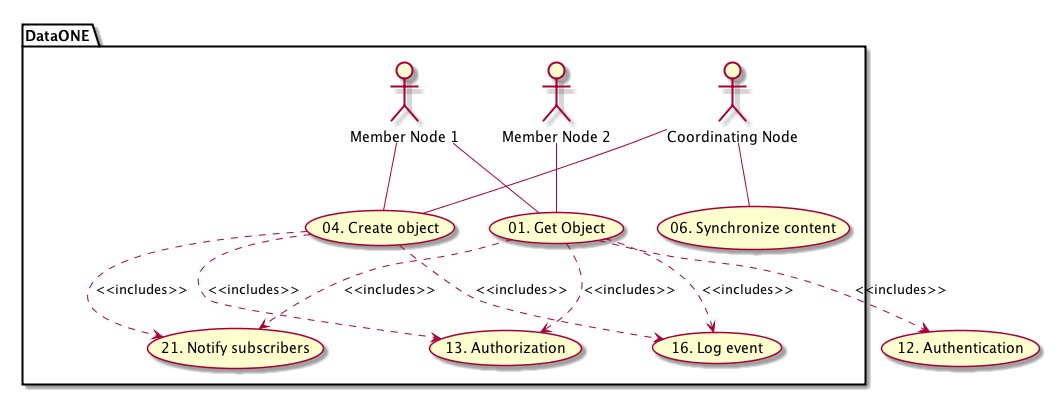 DataONE
Member Node 1
Member Node 2
Coordinating Node
04. Create object
01. Get Object
06. Synchronize content
<<includes>>
<<includes>>
<<includes>>
<<includes>>
<<includes>>
<<includes>>
<<includes>>
21. Notify subscribers
13. Authorization
16. Log event
12. Authentication